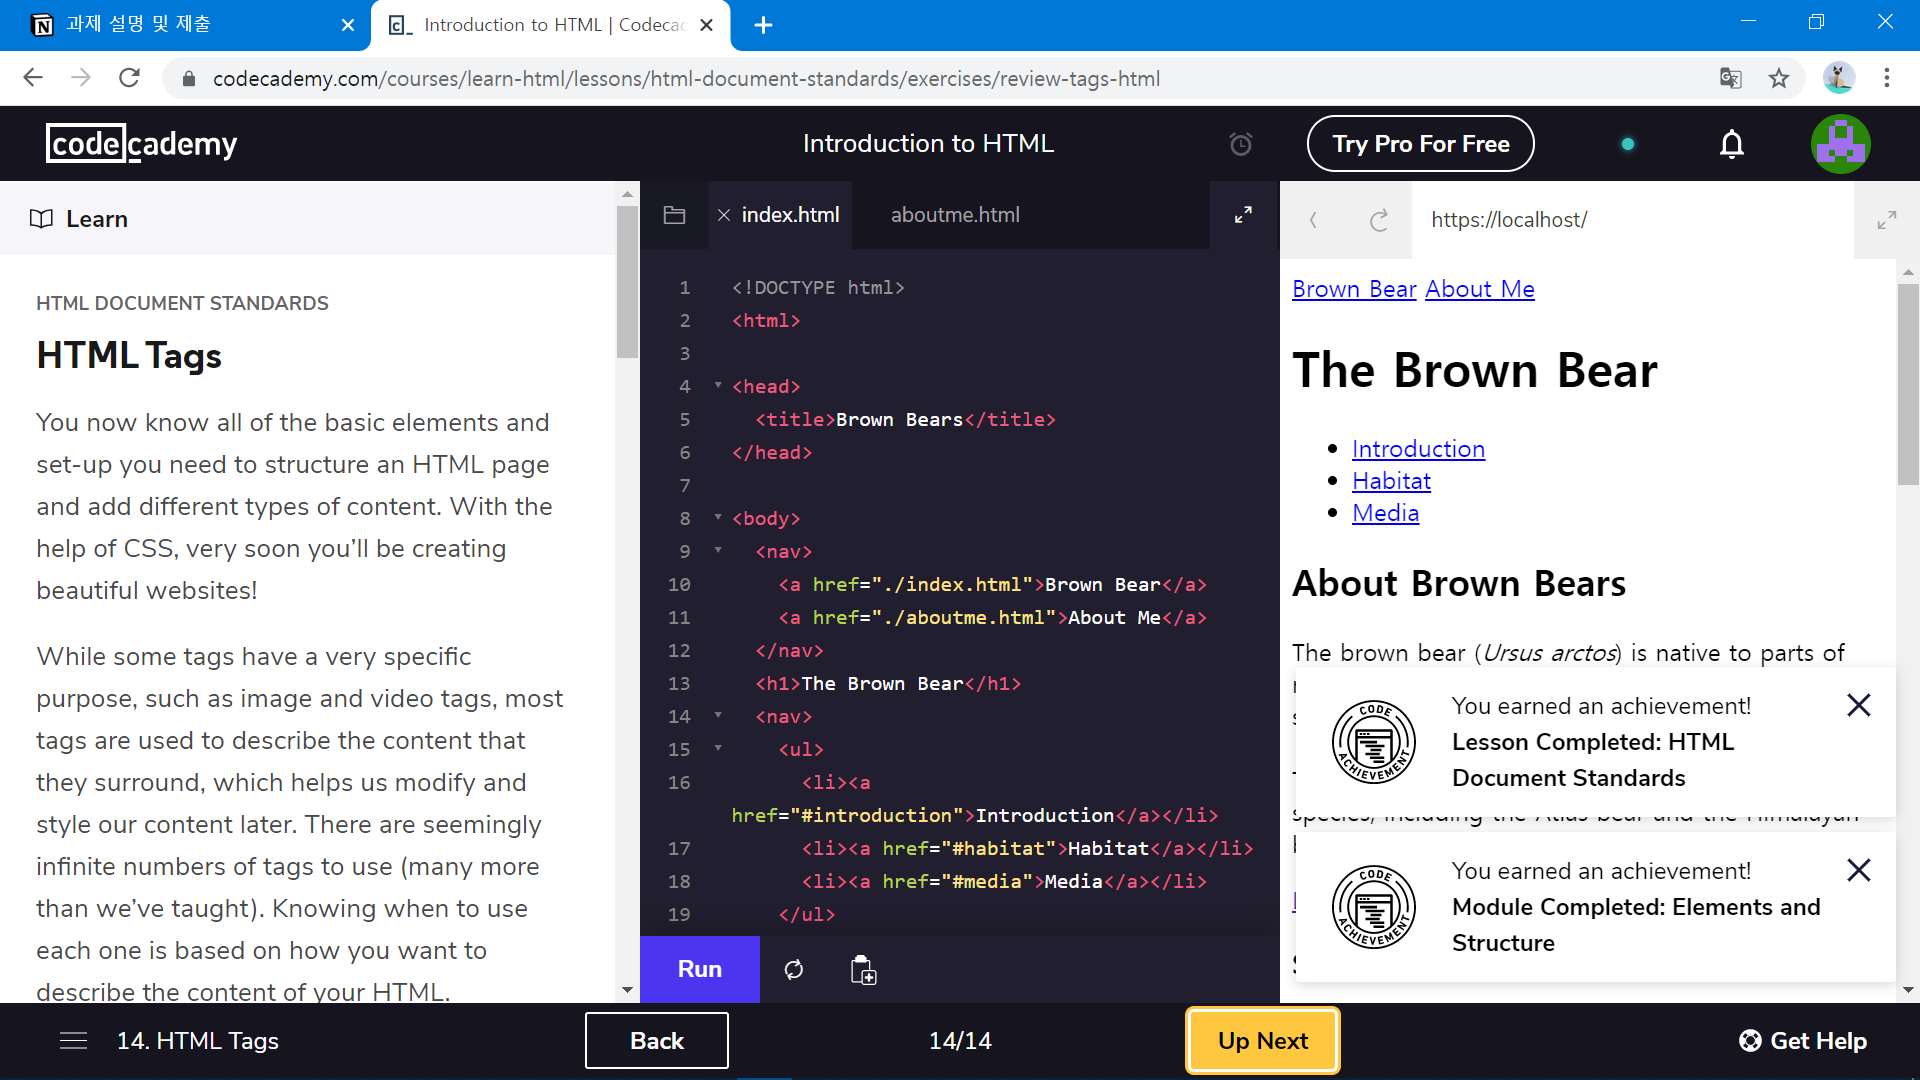 과제 설명 및 제출
Introduction to HTML | Codecac
codecademy.com/courses/learn-html/lessons/html-document-standards/exercises/review-tags-html
codecademy
Introduction to HTML
Try Pro For Free
Learn
HTML DOCUMENT STANDARDS
HTML Tags
You now know all of the basic elements and
set-up you need to structure an HTML page
and add different types of content. With the
help of CSS, very soon you’ll be creating
beautiful websites!
While some tags have a very specific
purpose, such as image and video tags, most
tags are used to describe the content that
they surround, which helps us modify and
style our content later. There are seemingly
infinite numbers of tags to use (many more
than we’ve taught). Knowing when to use
each one is based on how you want to
describe the content of your HTML.
index.html
aboutme.html
1 <!DOCTYPE html>
2 <html>
3
4 <head>
5 <title>Brown Bears</title>
6 </head>
7
8 <body>
9 <nav>
10 <a href="./index.html">Brown Bear</a>
11 <a href="./aboutme.html">About Me</a>
12 </nav>
13 <h1>The Brown Bear</h1>
14 <nav>
15 <ul>
16 <li><a
href="#introduction">Introduction</a></li>
17 <li><a href="#habitat">Habitat</a></li>
18 <li><a href="#media">Media</a></li>
19 </ul>
Run
https://localhost/
Brown Bear About Me
The Brown Bear
Introduction
Habitat
Media
About Brown Bears
The brown bear (Ursus arctos) is native to parts of
You earned an achievement!
Lesson Completed: HTML
Document Standards
CODE ACHIEVEMENT
species, including the Atlas bear and the Himalayan
You earned an achievement!
Module Completed: Elements and
Structure
CODE ACHIEVEMENT
14. HTML Tags
Back
14/14
Up Next
Get Help